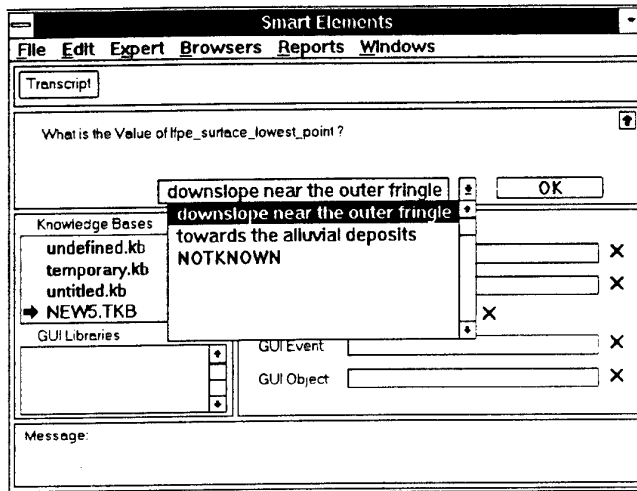 Smart Elements
File Edit Expert Browsers Reports Windows
Transcript
What is the Value of lfpe_surface_lowest_point ?
downslope near the outer fringle
OK
downslope near the outer fringle
towards the alluvial deposits
NOTKNOWN
Knowledge Bases
undefined.kb
temporary.kb
untitled.kb
NEW5.TKB
GUI Libraries
GUI Event
GUI Object
Message: